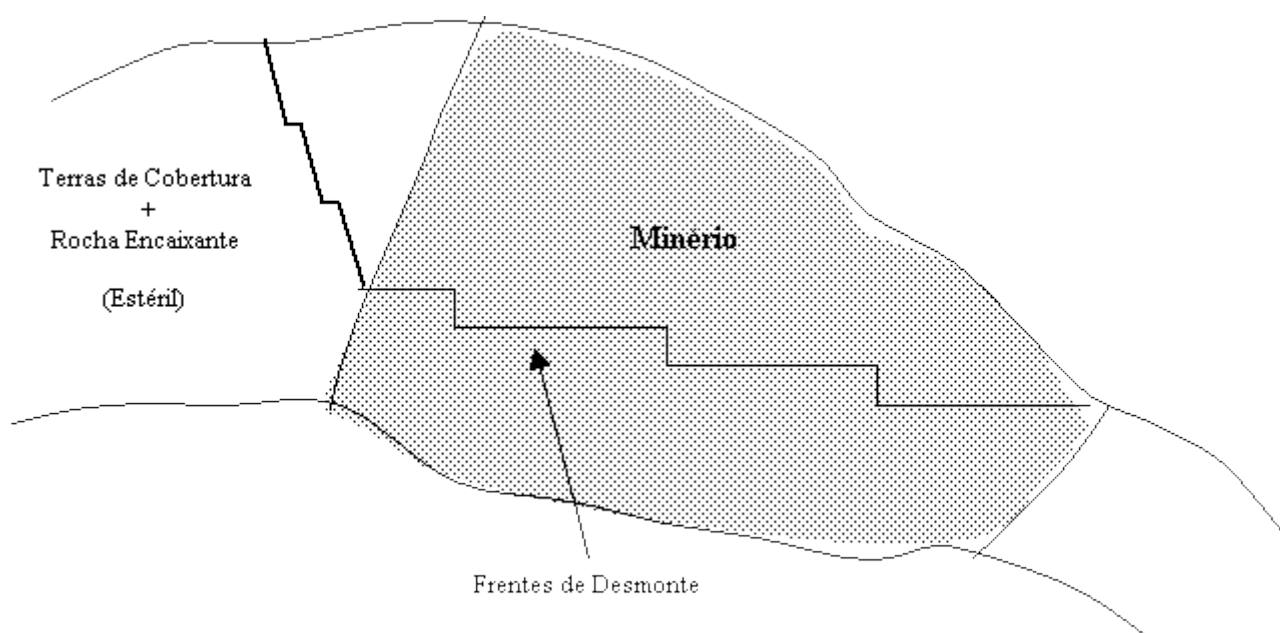 Terras de Cobertura
+
Rocha Encaixante
(Estéril)
Minério
Frentes de Desmonte